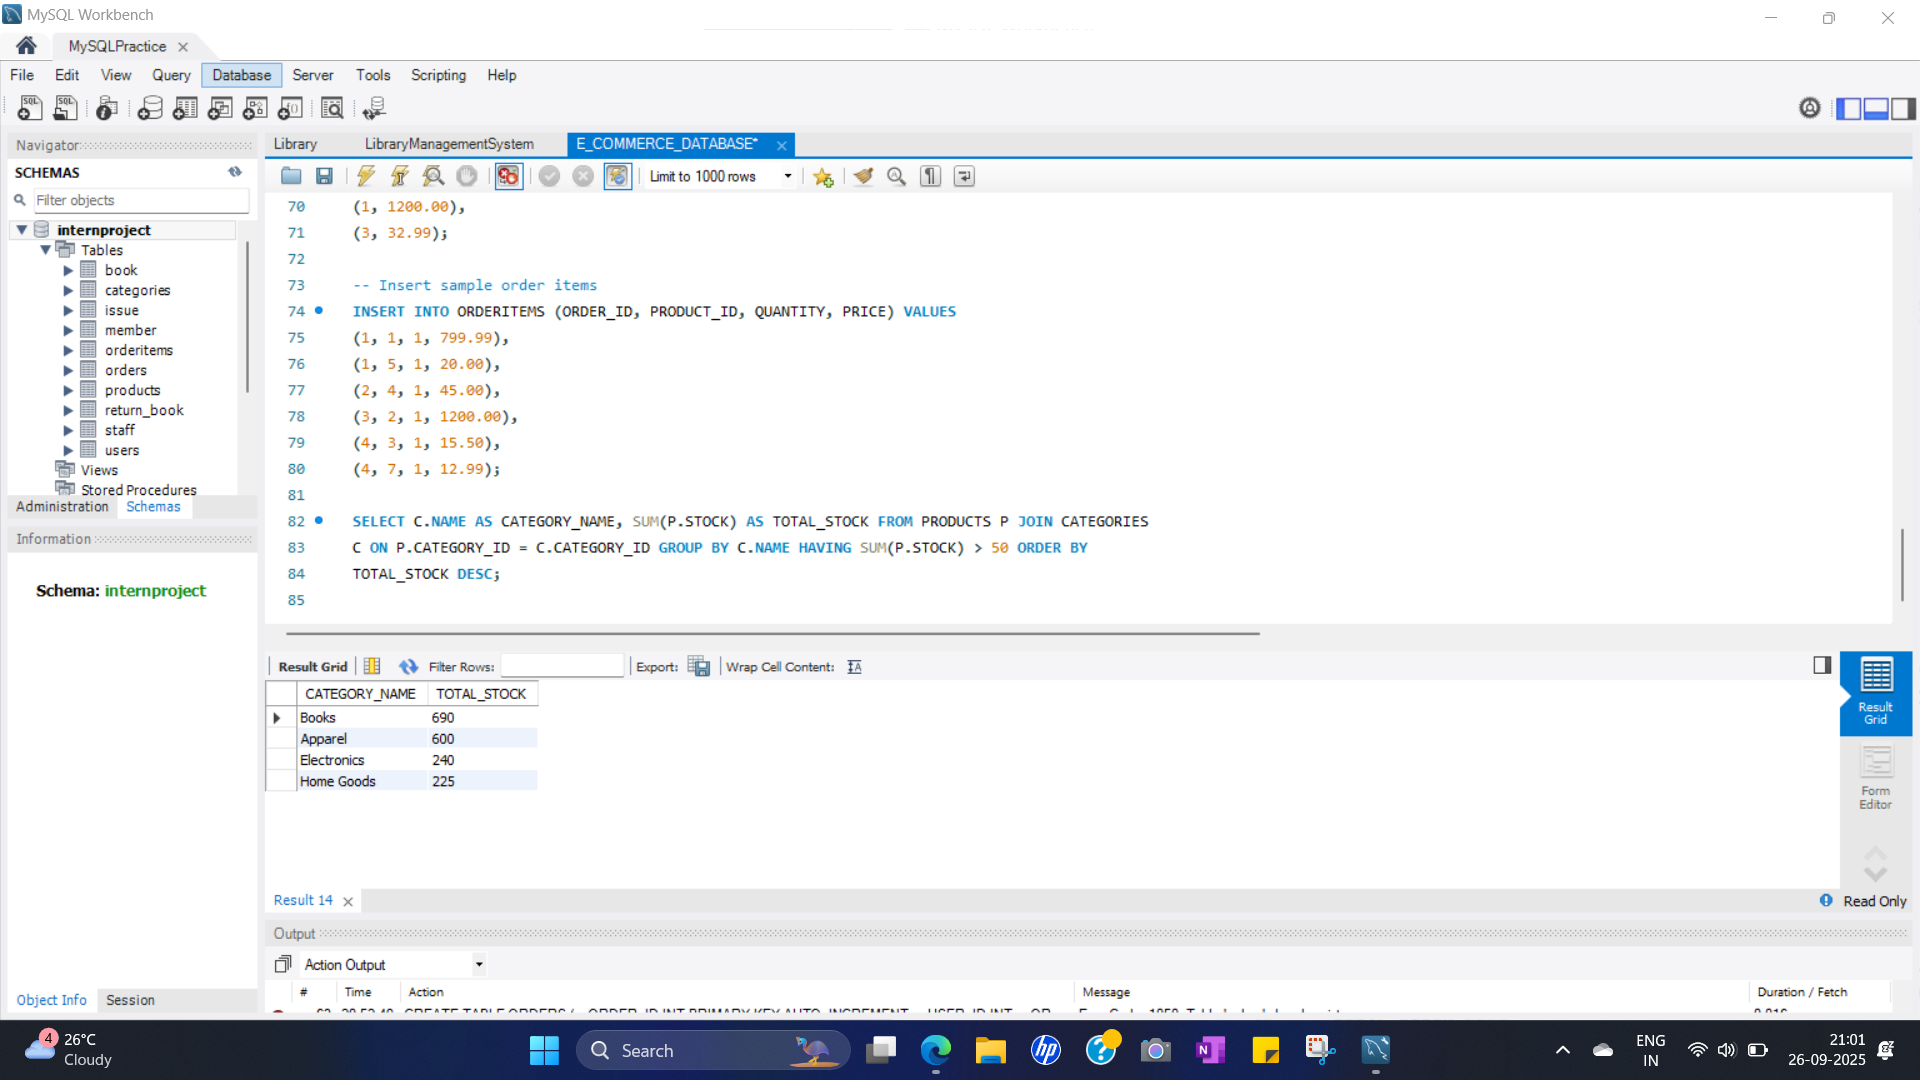 MySQL Workbench
MySQLPractice
File Edit View Query Database Server Tools Scripting Help
Navigator
SCHEMAS
Filter objects
internproject
Tables
book
categories
issue
member
orderitems
orders
products
return_book
staff
users
Views
Stored Procedures
Administration Schemas
Information
Schema: internproject
Object Info Session
Library LibraryManagementSystem E_COMMERCE_DATABASE*
Limit to 1000 rows
70 (1, 1200.00),
71 (3, 32.99);
72
73 -- Insert sample order items
74 INSERT INTO ORDERITEMS (ORDER_ID, PRODUCT_ID, QUANTITY, PRICE) VALUES
75 (1, 1, 1, 799.99),
76 (1, 5, 1, 20.00),
77 (2, 4, 1, 45.00),
78 (3, 2, 1, 1200.00),
79 (4, 3, 1, 15.50),
80 (4, 7, 1, 12.99);
81
82 SELECT C.NAME AS CATEGORY_NAME, SUM(P.STOCK) AS TOTAL_STOCK FROM PRODUCTS P JOIN CATEGORIES
83 C ON P.CATEGORY_ID = C.CATEGORY_ID GROUP BY C.NAME HAVING SUM(P.STOCK) > 50 ORDER BY
84 TOTAL_STOCK DESC;
85
Result Grid Filter Rows: Export: Wrap Cell Content:
CATEGORY_NAME TOTAL_STOCK
Books 690
Apparel 600
Electronics 240
Home Goods 225
Result Grid
Form Editor
Result 14
Read Only
Output
Action Output
# Time Action Message Duration / Fetch
4
26°C
Cloudy
Search
ENG
IN
21:01
26-09-2025